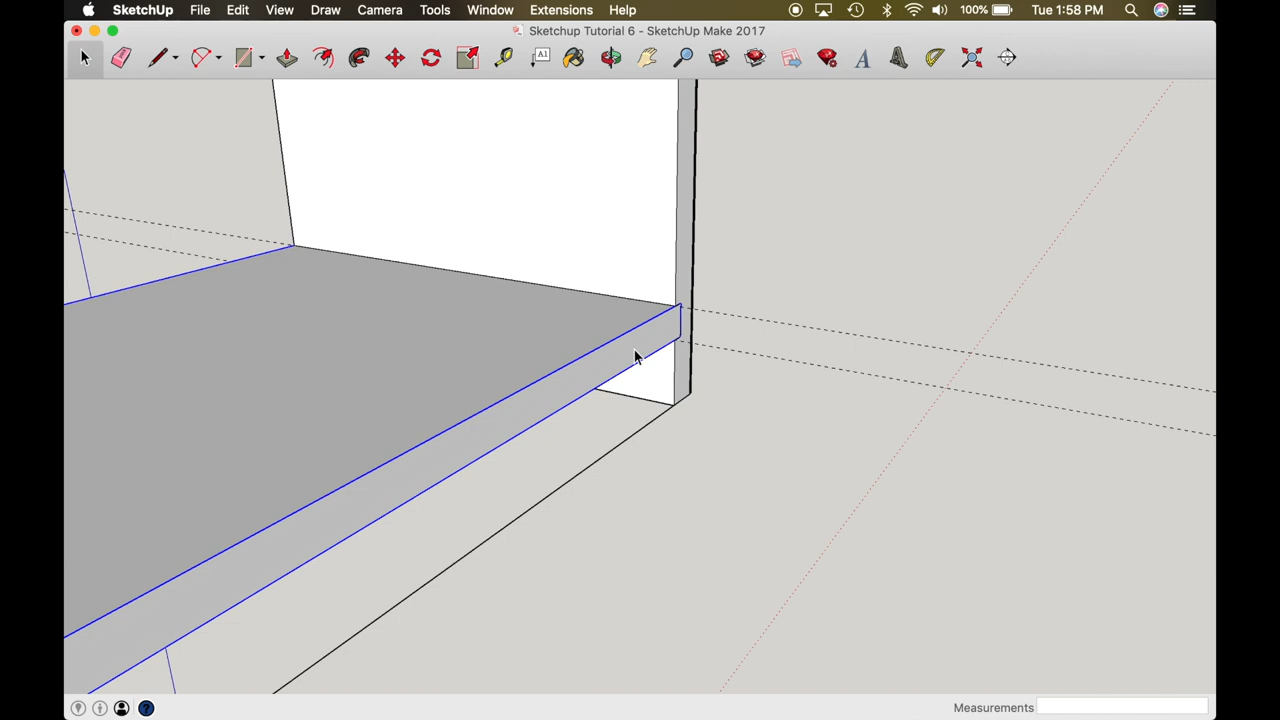 SketchUp File Edit View Draw Camera Tools Window Extensions Help 100% Tue 1:58 PM
Sketchup Tutorial 6 - SketchUp Make 2017
A1
A
A
Measurements